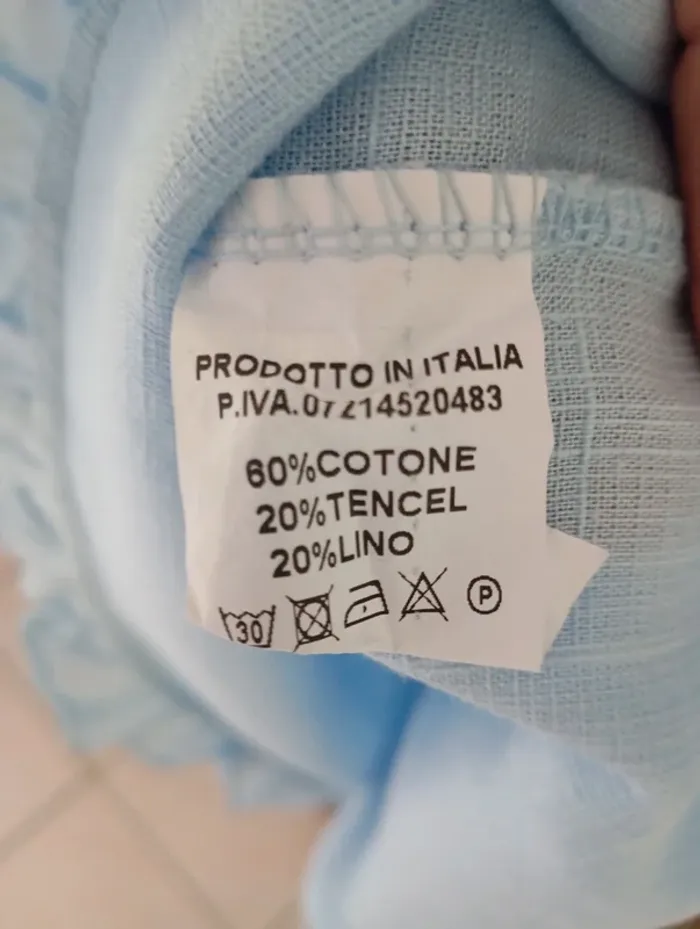 PRODOTTO IN ITALIA
P.IVA.07214520483
60%COTONE
20%TENCEL
20%LINO
30 P